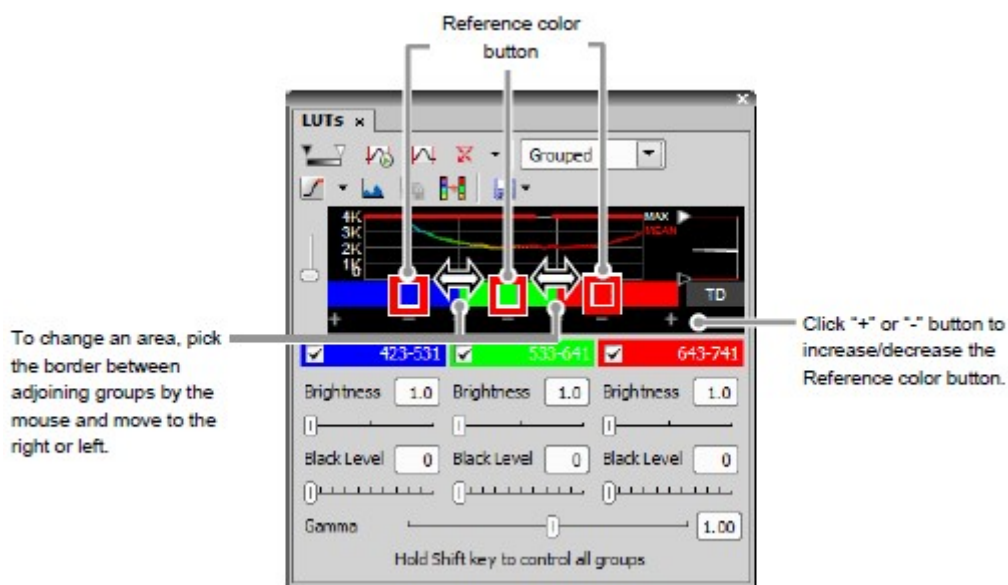 Reference color
button
LUTs ×
Grouped
4K
3K
2K
1K
0
MAX
MEAN
TD
+ − − − +
To change an area, pick
the border between
adjoining groups by the
mouse and move to the
right or left.
Click "+" or "-" button to
increase/decrease the
Reference color button.
423-531 533-641 643-741
Brightness 1.0 Brightness 1.0 Brightness 1.0
Black Level 0 Black Level 0 Black Level 0
Gamma 1.00
Hold Shift key to control all groups